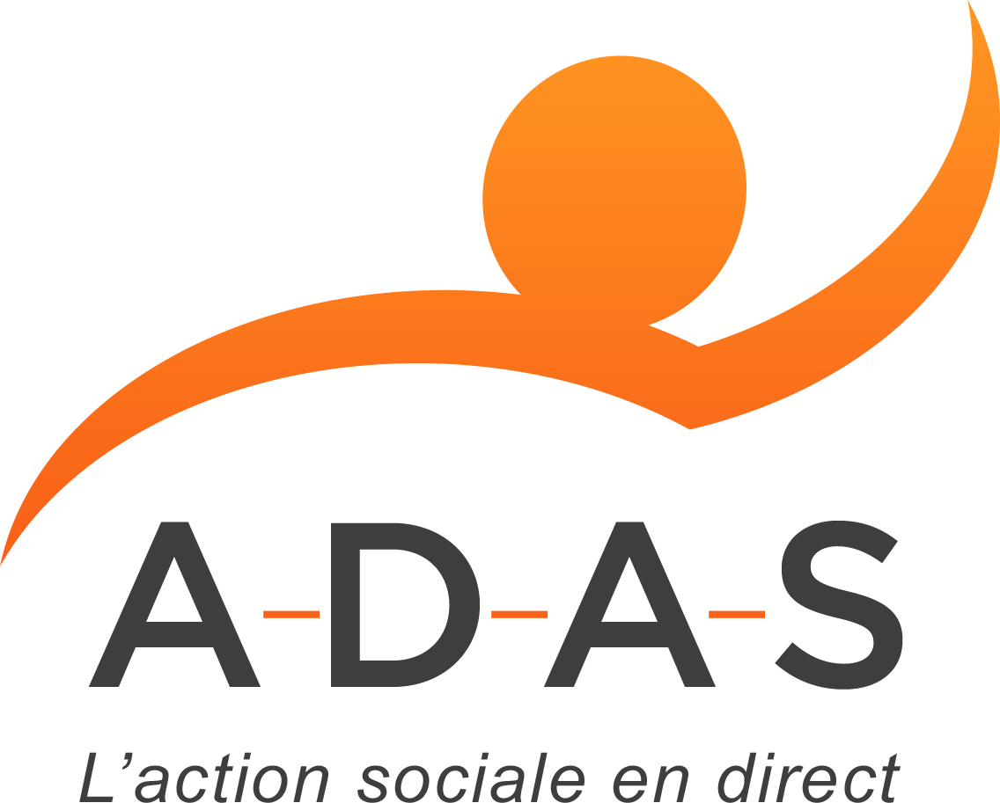 A-D-A-S
L’action sociale en direct